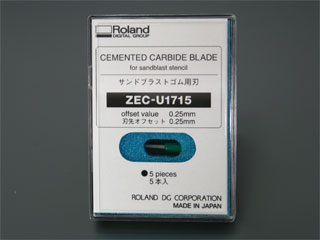 Roland
DIGITAL GROUP
CEMENTED CARBIDE BLADE
for sandblast stencil
サンドブラストゴム用刃
ZEC-U1715
offset value 0.25mm
刃先オフセット 0.25mm
● 5 pieces
5本入
ROLAND DG CORPORATION
MADE IN JAPAN